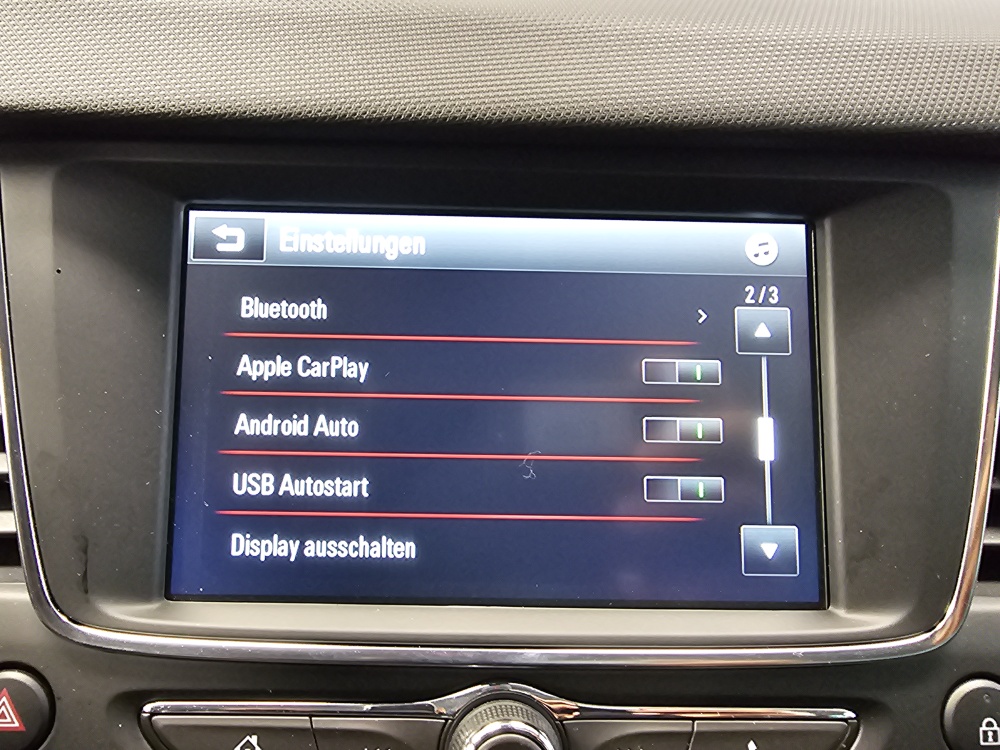 Einstellungen
2/3
Bluetooth
Apple CarPlay
Android Auto
USB Autostart
Display ausschalten